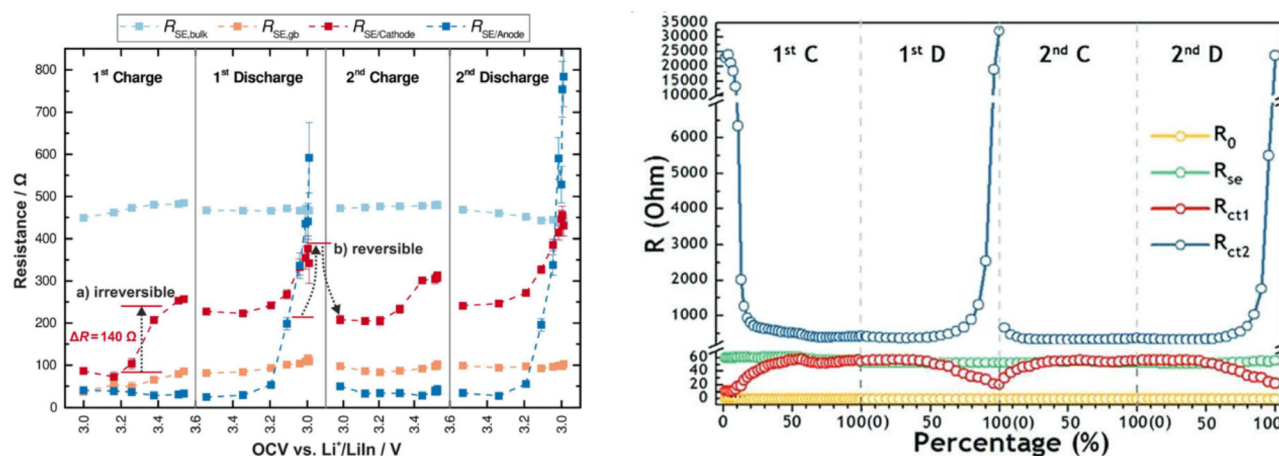 R_SE,bulk R_SE,gb R_SE/Cathode R_SE/Anode
1st Charge 1st Discharge 2nd Charge 2nd Discharge
800
700
600
500
400
300
200
100
0
Resistance / Ω
b) reversible
a) irreversible
ΔR = 140 Ω
3.0 3.2 3.4 3.6 3.4 3.2 3.0 3.2 3.4 3.6 3.4 3.2 3.0
OCV vs. Li+/LiIn / V
1st C 1st D 2nd C 2nd D
35000
30000
25000
20000
15000
10000
6000
5000
4000
3000
2000
1000
60
40
20
0
R (Ohm)
R0
Rse
Rct1
Rct2
0 50 100(0) 50 100(0) 50 100(0) 50 100
Percentage (%)